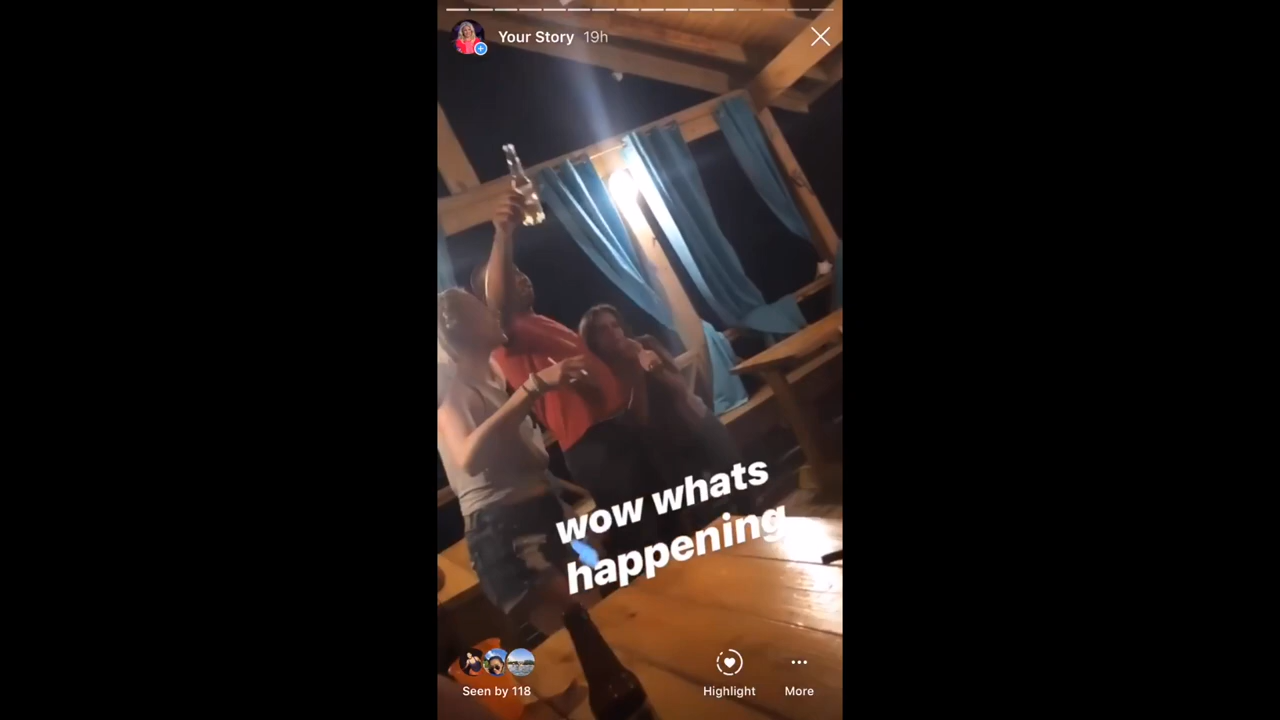 Your Story 19h
wow whats
happening
Seen by 118
Highlight
More